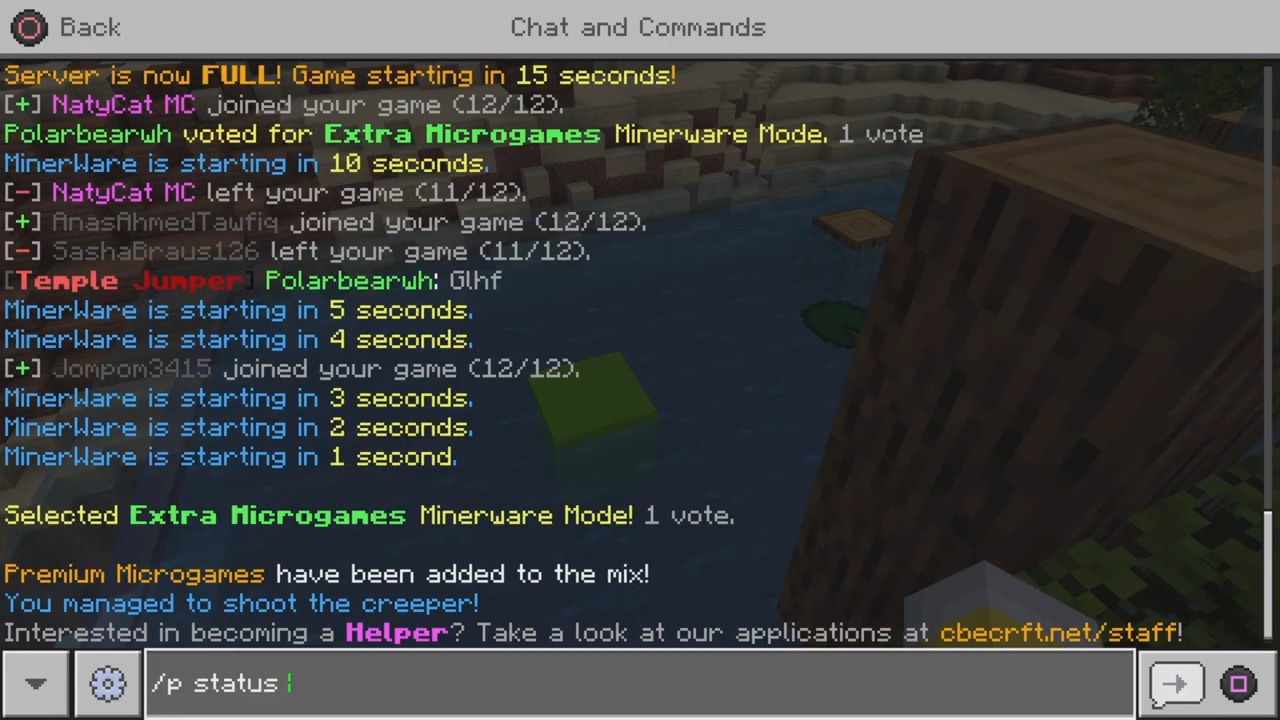 Back
Chat and Commands
Server is now FULL! Game starting in 15 seconds!
[+] NatyCat MC joined your game (12/12).
Polarbearwh voted for Extra Microgames Minerware Mode. 1 vote
MinerWare is starting in 10 seconds.
[-] NatyCat MC left your game (11/12).
[+] AnasAhmedTawfiq joined your game (12/12).
[-] SashaBraus126 left your game (11/12).
[Temple Jumper] Polarbearwh: Glhf
MinerWare is starting in 5 seconds.
MinerWare is starting in 4 seconds.
[+] Jompom3415 joined your game (12/12).
MinerWare is starting in 3 seconds.
MinerWare is starting in 2 seconds.
MinerWare is starting in 1 second.
Selected Extra Microgames Minerware Mode! 1 vote.
Premium Microgames have been added to the mix!
You managed to shoot the creeper!
Interested in becoming a Helper? Take a look at our applications at cbecrft.net/staff!
/p status